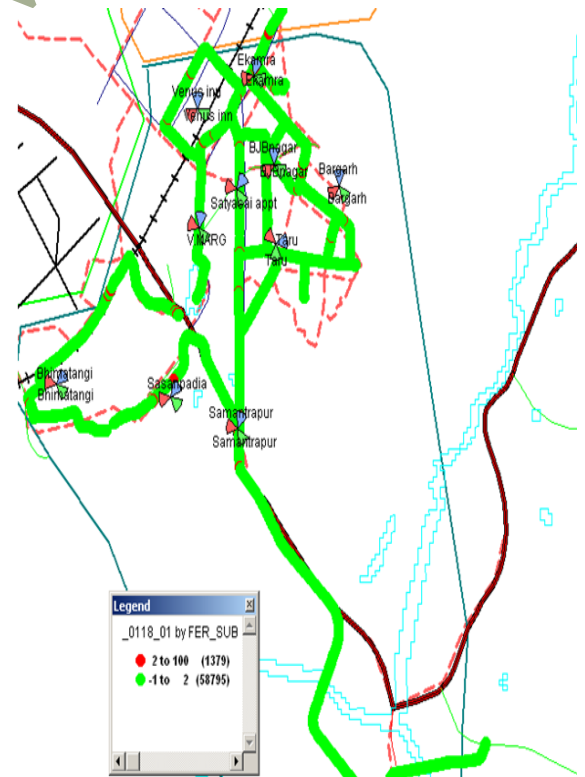 Ekamra
Ekamra
Venus inn
Venus inn
BJBnagar
BJBnagar
Bargarh
Bargarh
Satyabai appt
V.MARG
Taru
Taru
Bhimatangi
Bhimatangi
Sasanpadia
Samantrapur
Samantrapur
Legend
_0118_01 by FER_SUB
2 to 100 (1379)
-1 to 2 (58795)